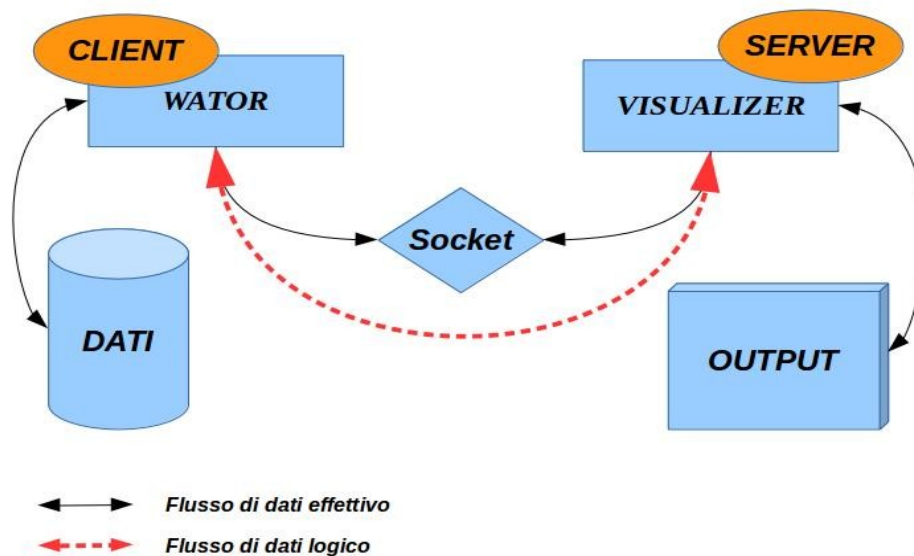 CLIENT
SERVER
WATOR
VISUALIZER
Socket
DATI
OUTPUT
Flusso di dati effettivo
Flusso di dati logico